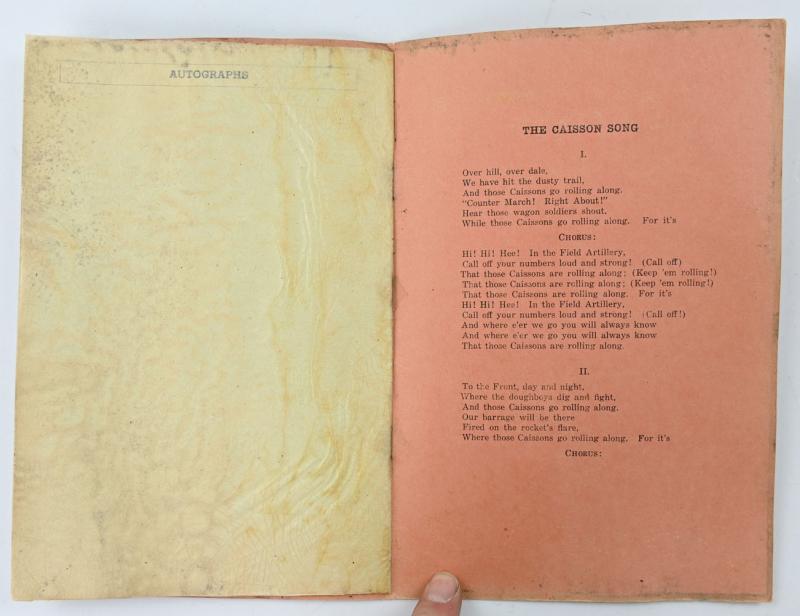 AUTOGRAPHS
THE CAISSON SONG
I.
Over hill, over dale,
We have hit the dusty trail,
And those Caissons go rolling along.
"Counter March! Right About!"
Hear those wagon soldiers shout,
While those Caissons go rolling along. For it's
CHORUS:
Hi! Hi! Hee! In the Field Artillery,
Call off your numbers loud and strong! (Call off)
That those Caissons are rolling along; (Keep 'em rolling!)
That those Caissons are rolling along; (Keep 'em rolling!)
That those Caissons are rolling along. For it's
Hi! Hi! Hee! In the Field Artillery,
Call off your numbers loud and strong! (Call off!)
And where e'er we go you will always know
And where e'er we go you will always know
That those Caissons are rolling along.
II.
To the Front, day and night,
Where the doughboys dig and fight,
And those Caissons go rolling along.
Our barrage will be there
Fired on the rocket's flare,
Where those Caissons go rolling along. For it's
CHORUS: